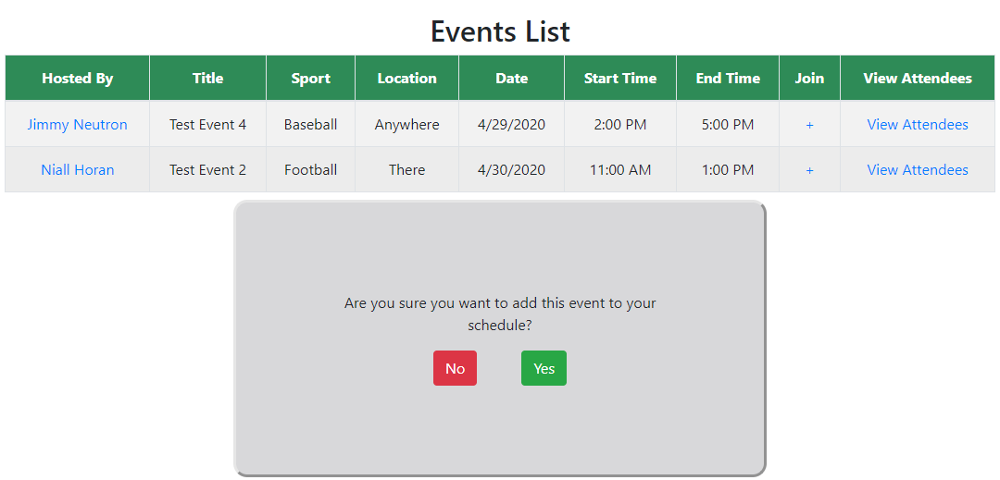 Events List
Hosted By Title Sport Location Date Start Time End Time Join View Attendees
Jimmy Neutron Test Event 4 Baseball Anywhere 4/29/2020 2:00 PM 5:00 PM + View Attendees
Niall Horan Test Event 2 Football There 4/30/2020 11:00 AM 1:00 PM + View Attendees
Are you sure you want to add this event to your
schedule?
No Yes